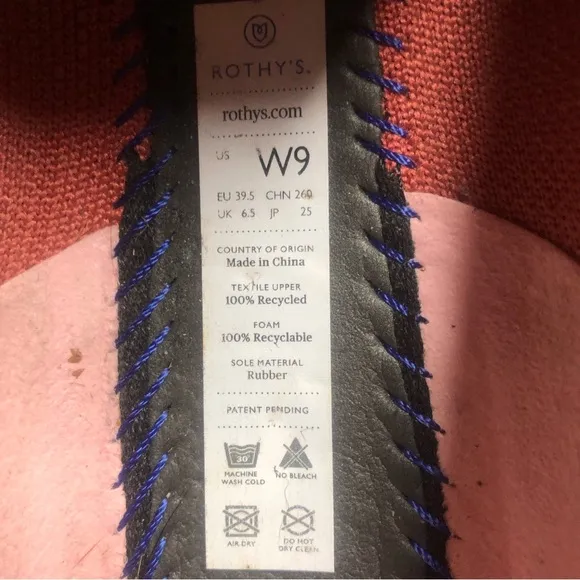 ROTHY'S.
rothys.com
US W9
EU 39.5 CHN 260
UK 6.5 JP 25
COUNTRY OF ORIGIN
Made in China
TEXTILE UPPER
100% Recycled
FOAM
100% Recyclable
SOLE MATERIAL
Rubber
PATENT PENDING
30°
MACHINE NO BLEACH
WASH COLD
AIR DRY DO NOT
DRY CLEAN